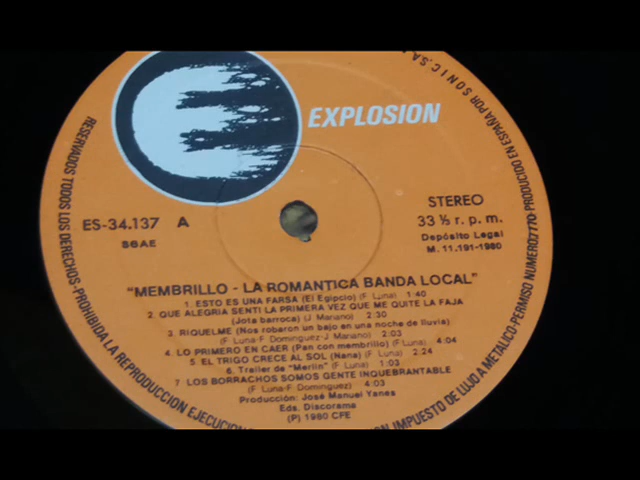 EXPLOSION
ES-34.137 A
SGAE
STEREO
33 ⅓ r. p. m.
Depósito Legal
M. 11.191-1980
"MEMBRILLO - LA ROMANTICA BANDA LOCAL"
1. ESTO ES UNA FARSA (El Egipcio) (F Luna) 1:40
2. QUE ALEGRIA SENTI LA PRIMERA VEZ QUE ME QUITE LA FAJA
(Jota barroca) (J Mariano) 2:30
3. RIQUELME (Nos robaron un bajo en una noche de lluvia)
(F Luna-F Dominguez-J Mariano) 2:53
4. LO PRIMERO EN CAER (Pan con membrillo) (F Luna) 4:04
5. EL TRIGO CRECE AL SOL (Nana) (F Luna) 2:24
6. Trailer de "Merlin" (F Luna) 1:03
7 LOS BORRACHOS SOMOS GENTE INQUEBRANTABLE
(F Luna-F Dominguez) 4:03
Producción: José Manuel Yanes
Eds. Discorama
(P) 1980 CFE
RESERVADOS TODOS LOS DERECHOS-PROHIBIDA LA REPRODUCCION EJECUCION
IMPUESTO DE LUJO A METALICO-PERMISO NUMERO 7770 PRODUCIDO EN ESPAÑA POR SONIC, S.A.